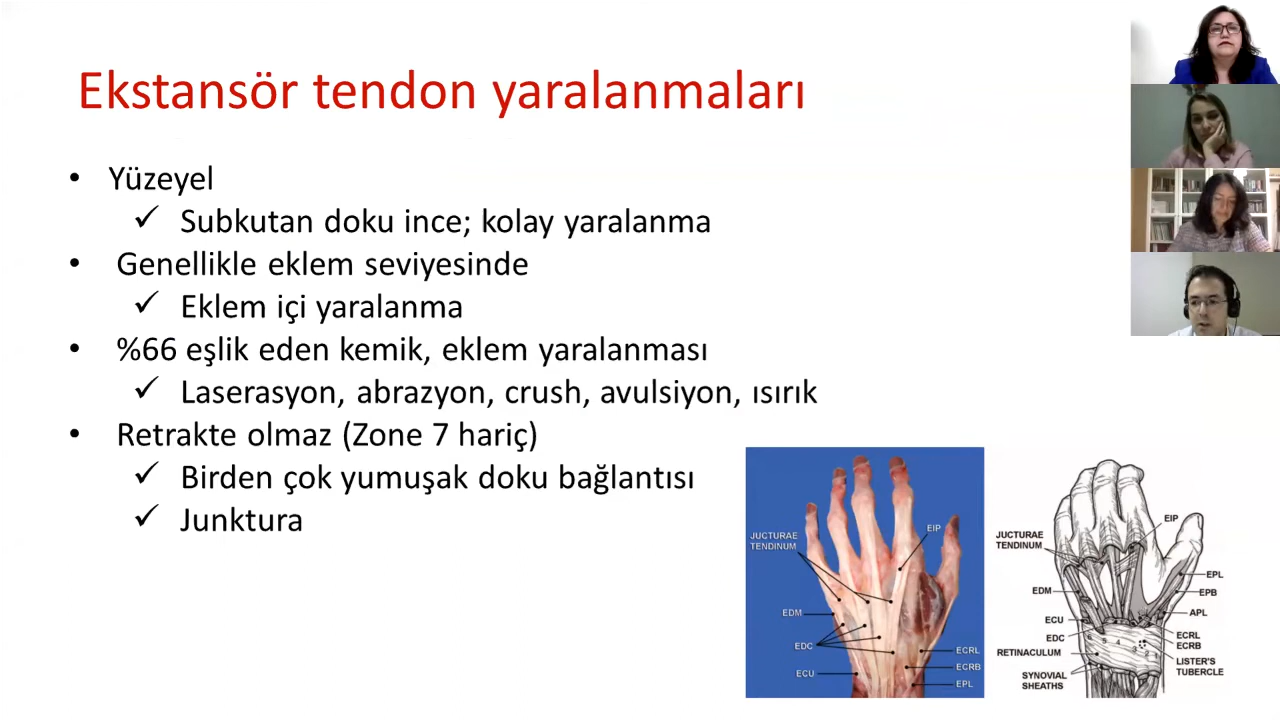 Ekstansör tendon yaralanmaları
• Yüzeyel
✓ Subkutan doku ince; kolay yaralanma
• Genellikle eklem seviyesinde
✓ Eklem içi yaralanma
• %66 eşlik eden kemik, eklem yaralanması
✓ Laserasyon, abrazyon, crush, avulsiyon, ısırık
• Retrakte olmaz (Zone 7 hariç)
✓ Birden çok yumuşak doku bağlantısı
✓ Junktura
JUCTURAE
TENDINUM
EIP
EDM
EDC
ECU
ECRL
ECRB
EPL
JUCTURAE
TENDINUM
EIP
EDM
ECU
EDC
RETINACULUM
SYNOVIAL
SHEATHS
EPL
EPB
APL
ECRL
ECRB
LISTER'S
TUBERCLE